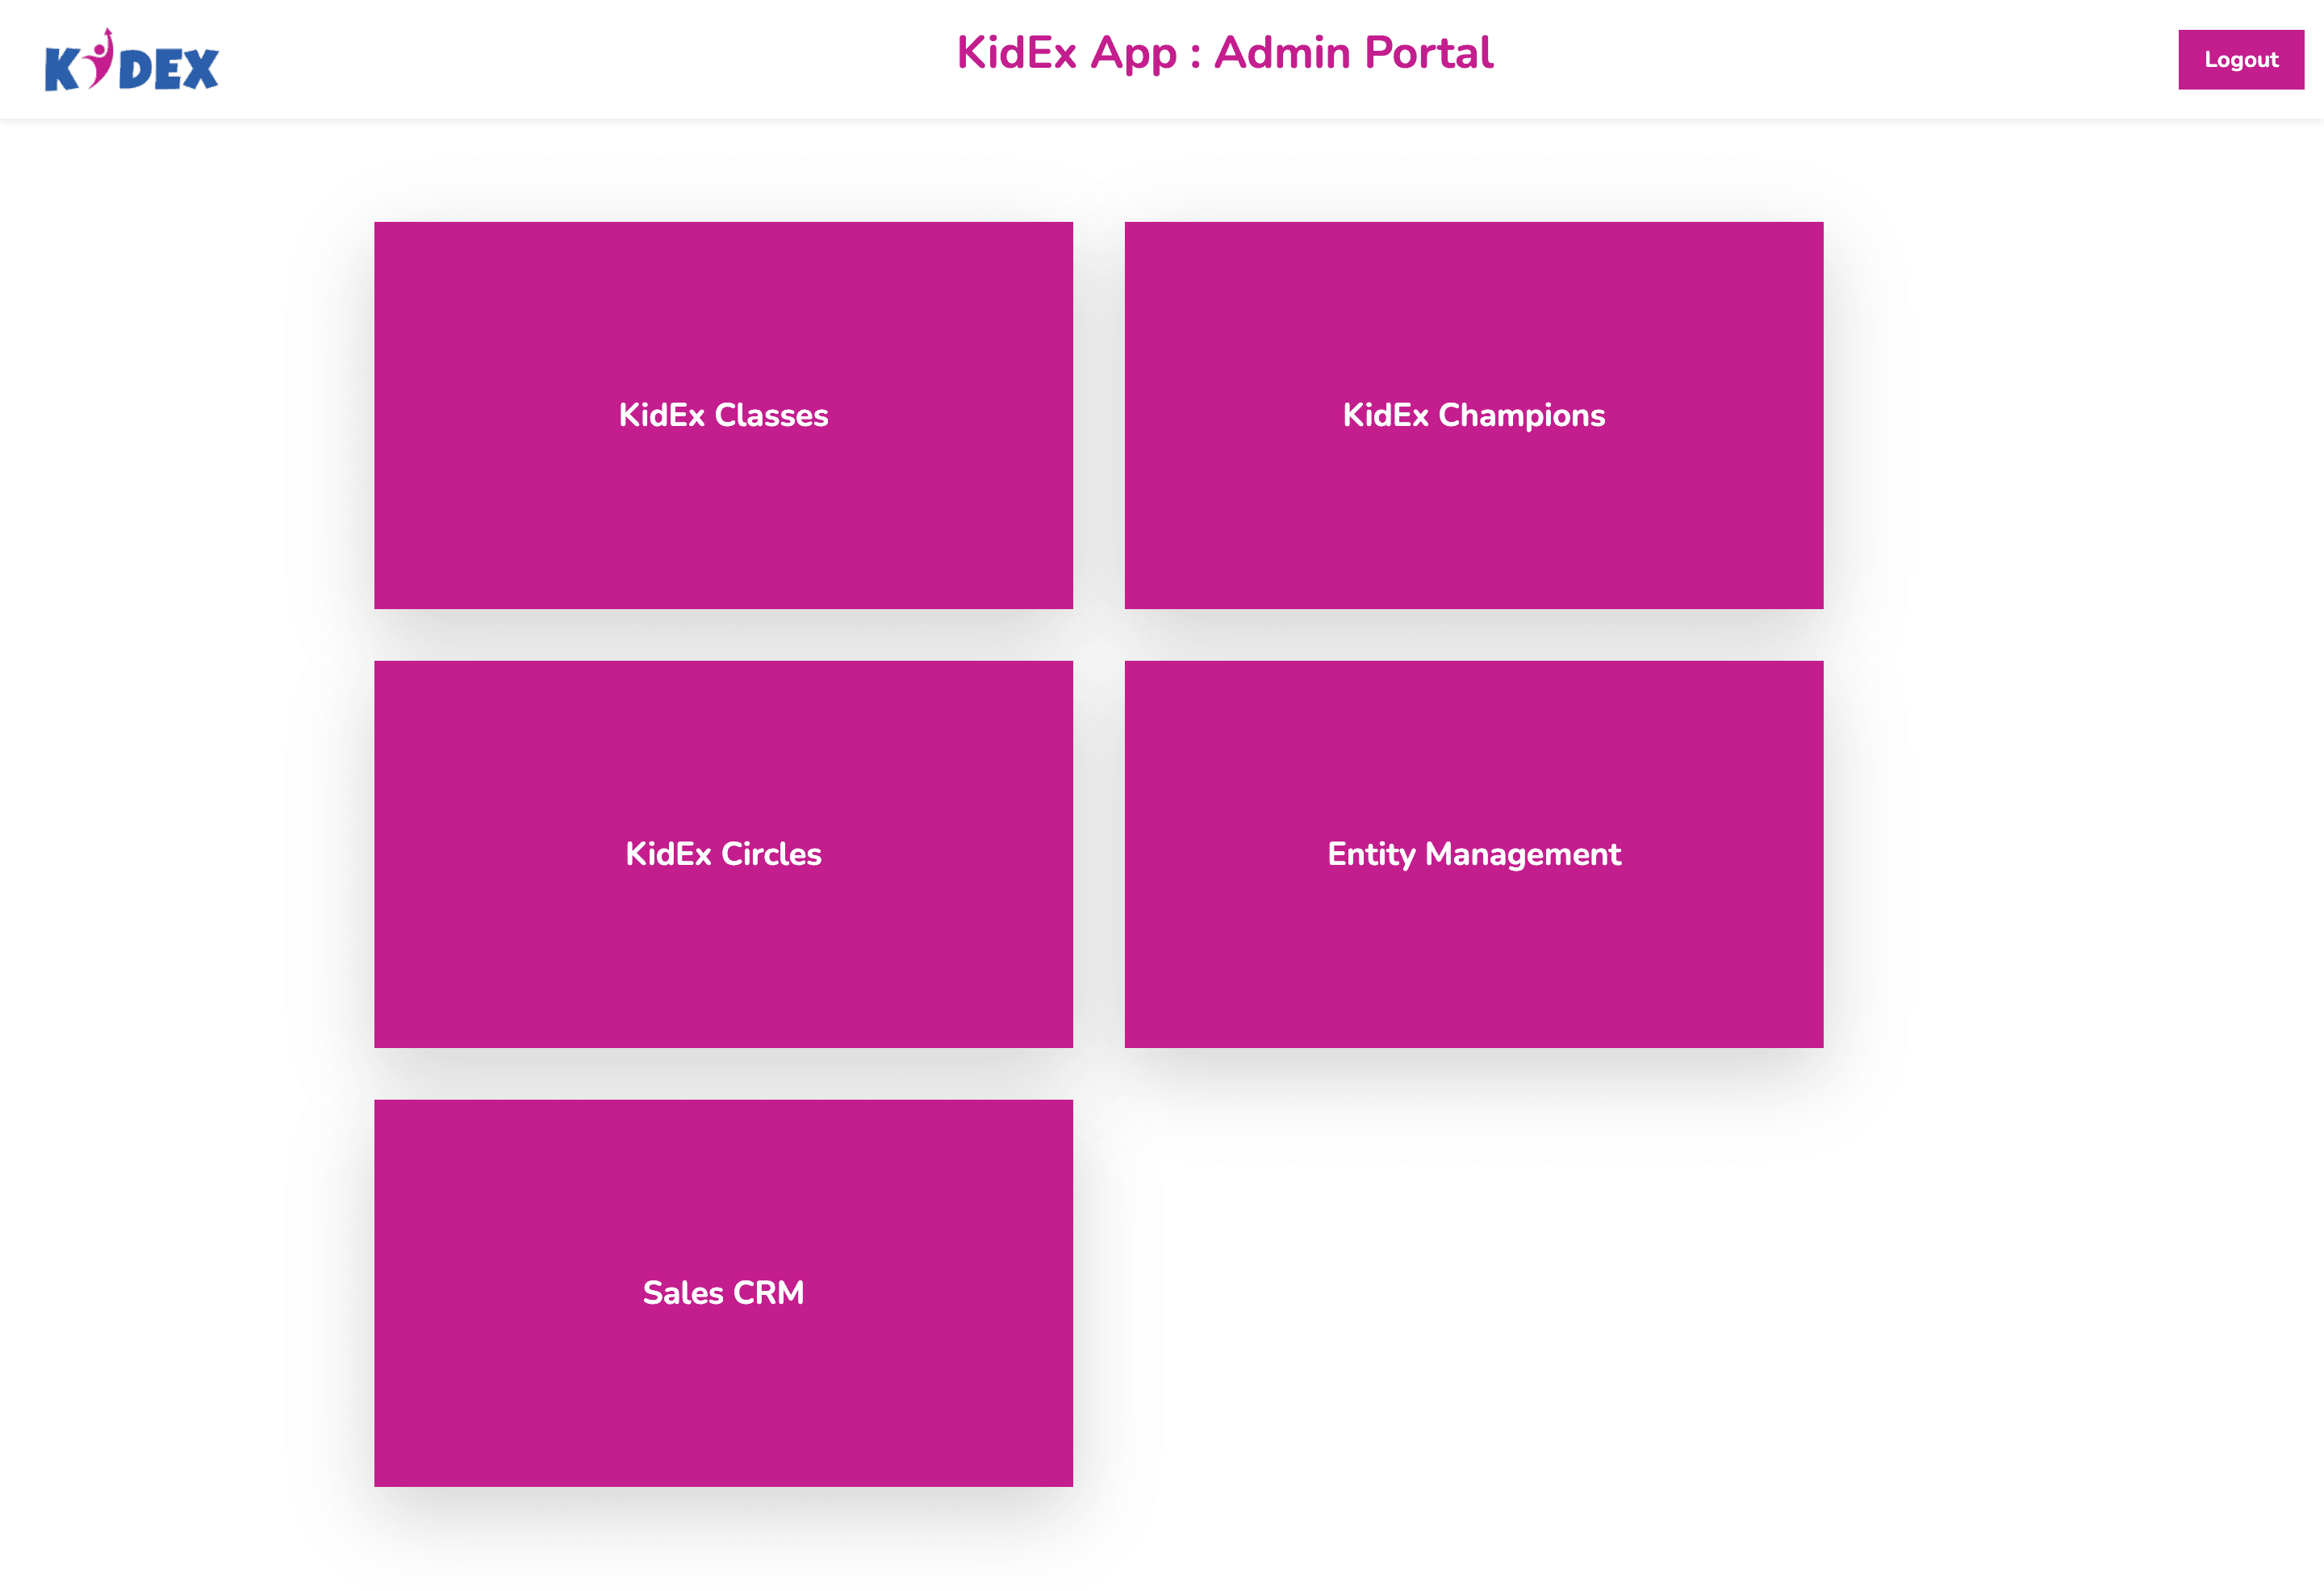 KIDEX
KidEx App : Admin Portal
Logout
KidEx Classes
KidEx Champions
KidEx Circles
Entity Management
Sales CRM